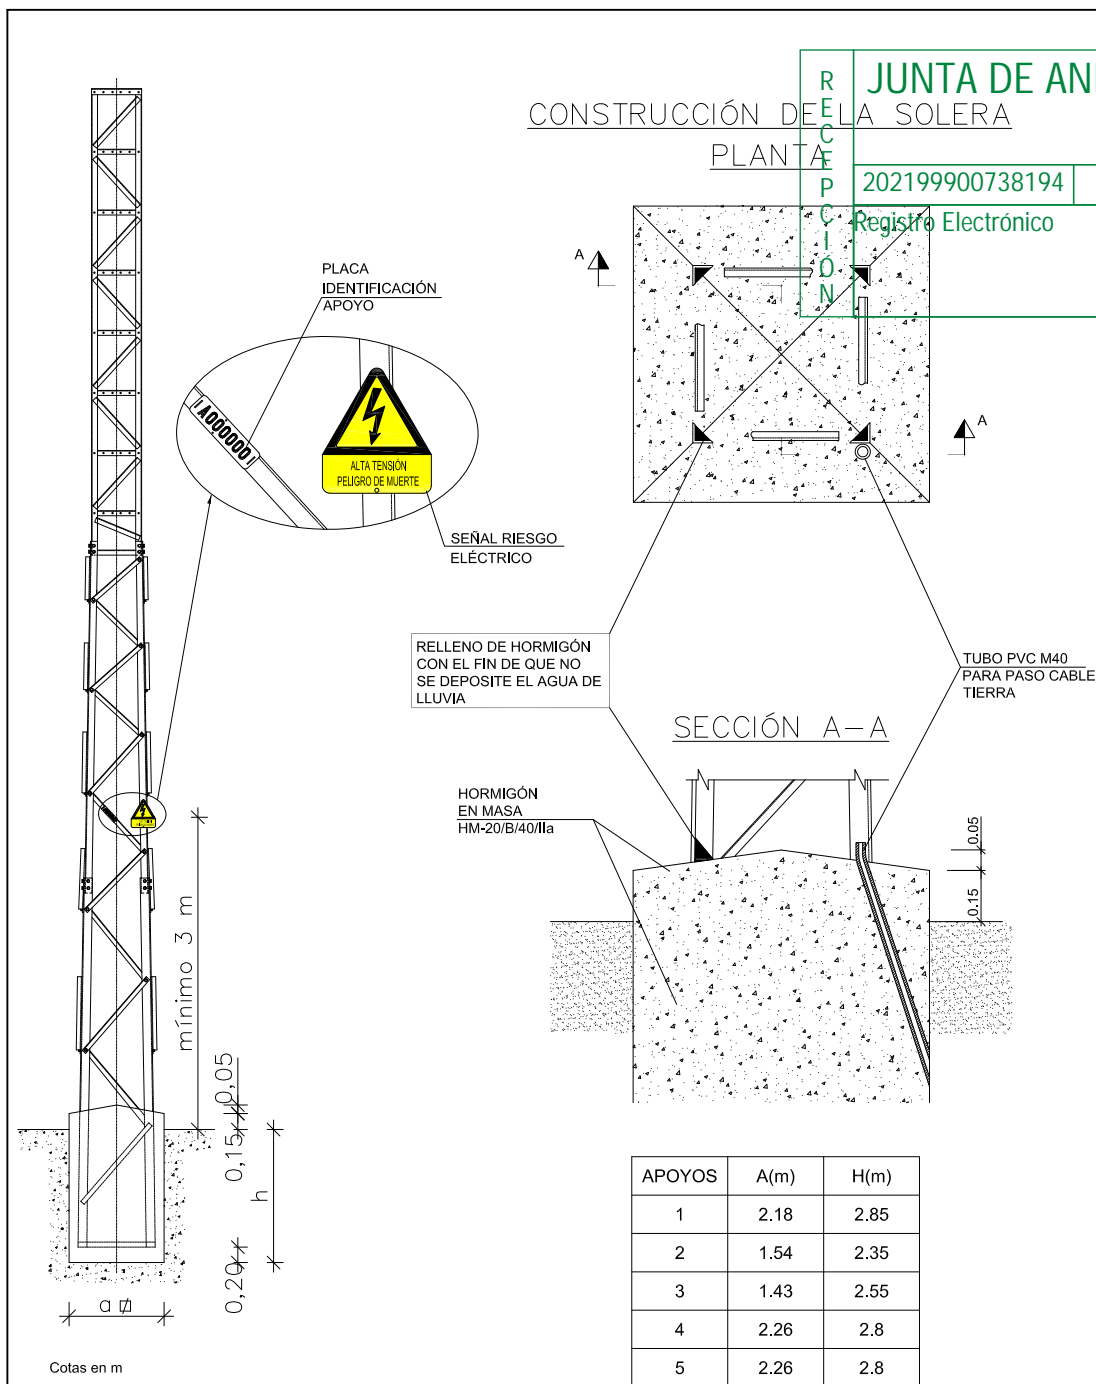 CONSTRUCCIÓN DE LA SOLERA
PLANTA
RECEPCIÓN
JUNTA DE AN
202199900738194
Registro Electrónico
A
A
PLACA
IDENTIFICACIÓN
APOYO
A000000
ALTA TENSIÓN
PELIGRO DE MUERTE
SEÑAL RIESGO
ELÉCTRICO
RELLENO DE HORMIGÓN
CON EL FIN DE QUE NO
SE DEPOSITE EL AGUA DE
LLUVIA
TUBO PVC M40
PARA PASO CABLE
TIERRA
SECCIÓN A-A
HORMIGÓN
EN MASA
HM-20/B/40/IIa
0.05
0.15
mínimo 3 m
0,05
0,15
h
0,20
a
Cotas en m
APOYOS A(m) H(m)
1 2.18 2.85
2 1.54 2.35
3 1.43 2.55
4 2.26 2.8
5 2.26 2.8